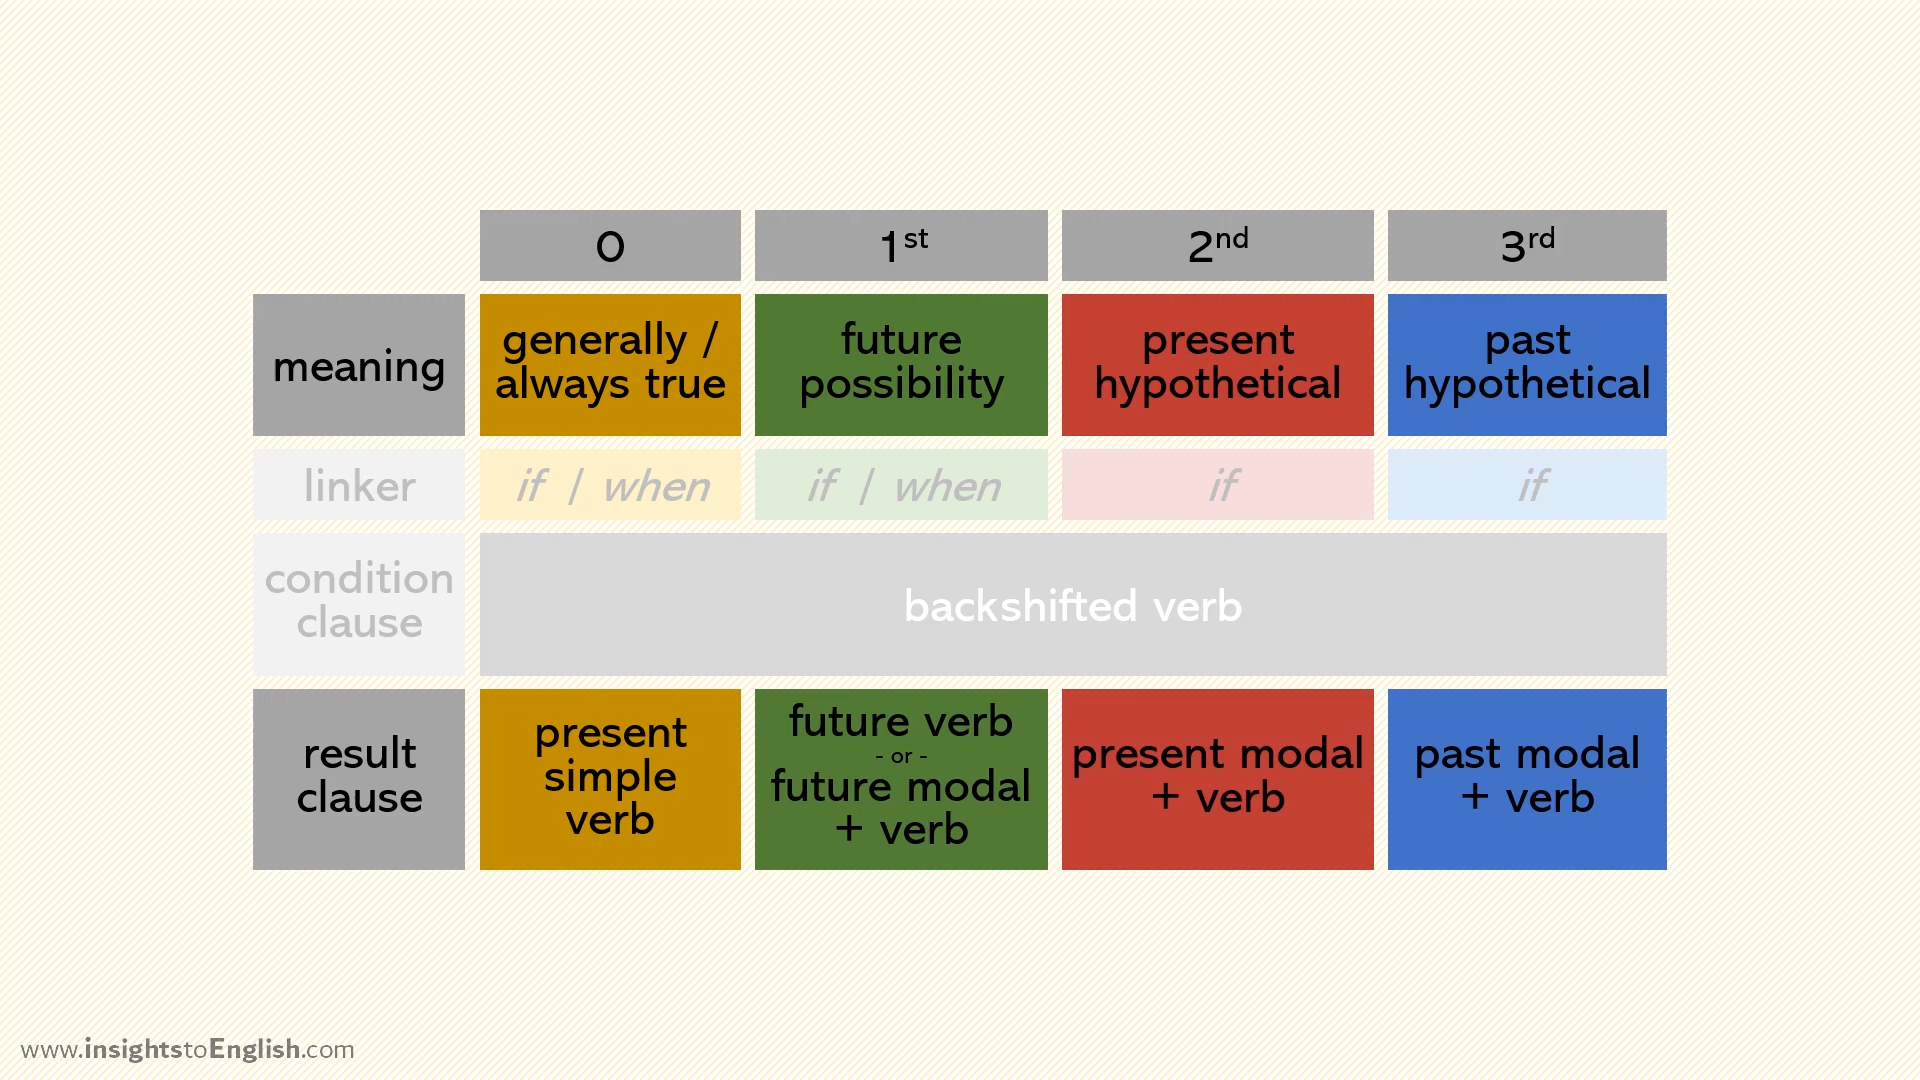 0
1st
2nd
3rd
meaning
generally /
always true
future
possibility
present
hypothetical
past
hypothetical
linker
if / when
if / when
if
if
condition
clause
backshifted verb
result
clause
present
simple
verb
future verb
- or -
future modal
+ verb
present modal
+ verb
past modal
+ verb
www.insightstoEnglish.com